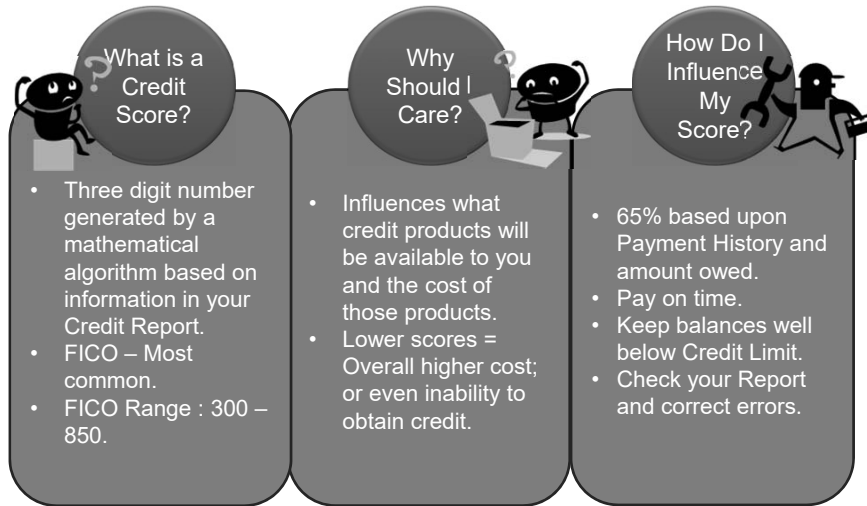 What is a
Credit
Score?
• Three digit number
generated by a
mathematical
algorithm based on
information in your
Credit Report.
• FICO – Most
common.
• FICO Range : 300 –
850.
Why
Should I
Care?
• Influences what
credit products will
be available to you
and the cost of
those products.
• Lower scores =
Overall higher cost;
or even inability to
obtain credit.
How Do I
Influence
My
Score?
• 65% based upon
Payment History and
amount owed.
• Pay on time.
• Keep balances well
below Credit Limit.
• Check your Report
and correct errors.